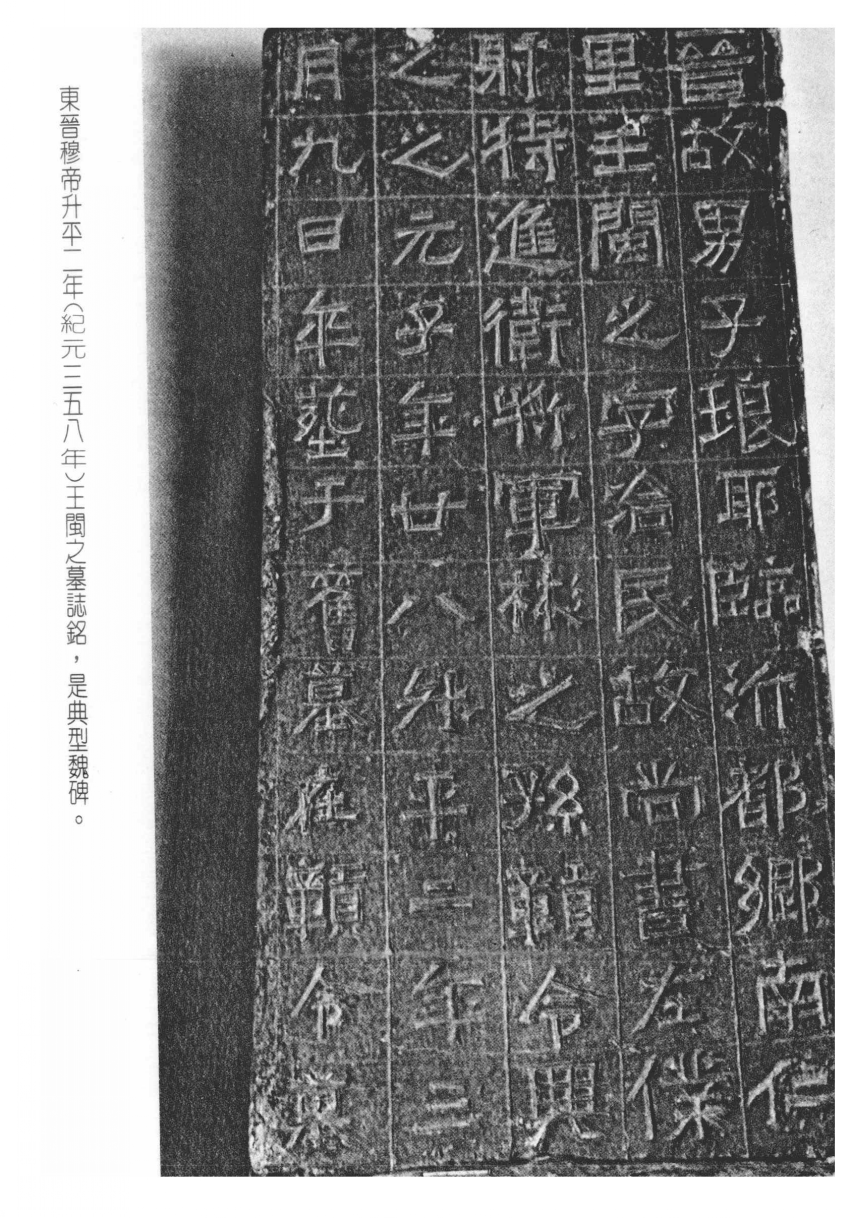 晉故男子琅耶臨沂都鄉南仁
里王閩之字冶民故尚書左僕
射特進衛將軍彬之孫贛令興
之之元子年廿八升平二年三
月九日卒葬于舊墓在贛令墓
東晉穆帝升平二年（紀元三五八年）王閩之墓誌銘，是典型魏碑。